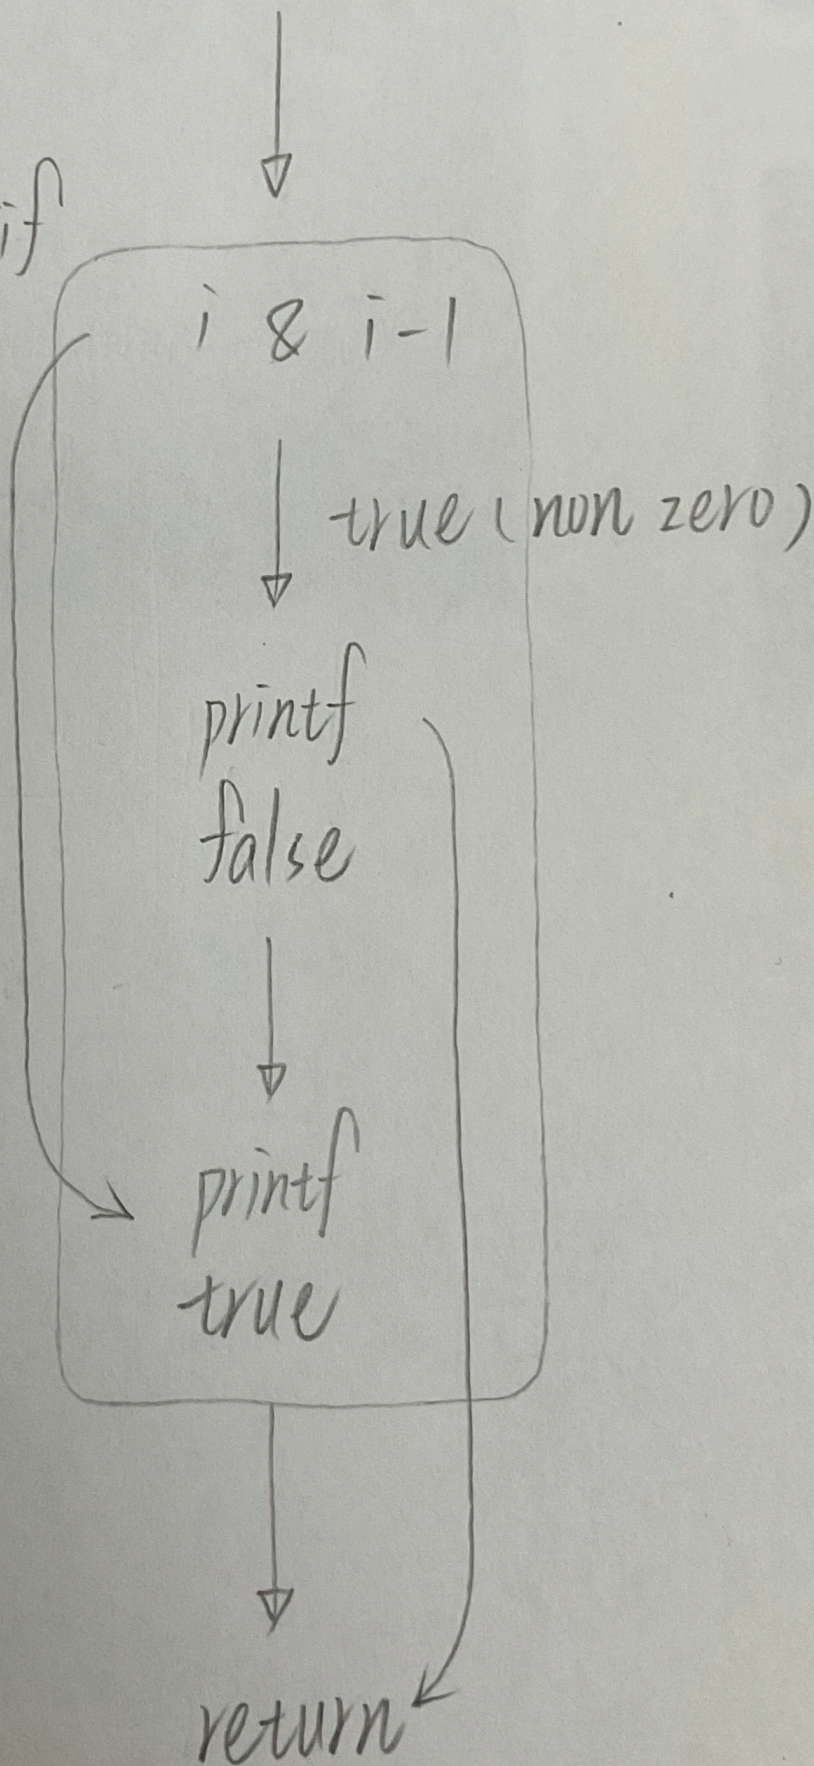 if
i & i-1
true (non zero)
printf
false
printf
true
return